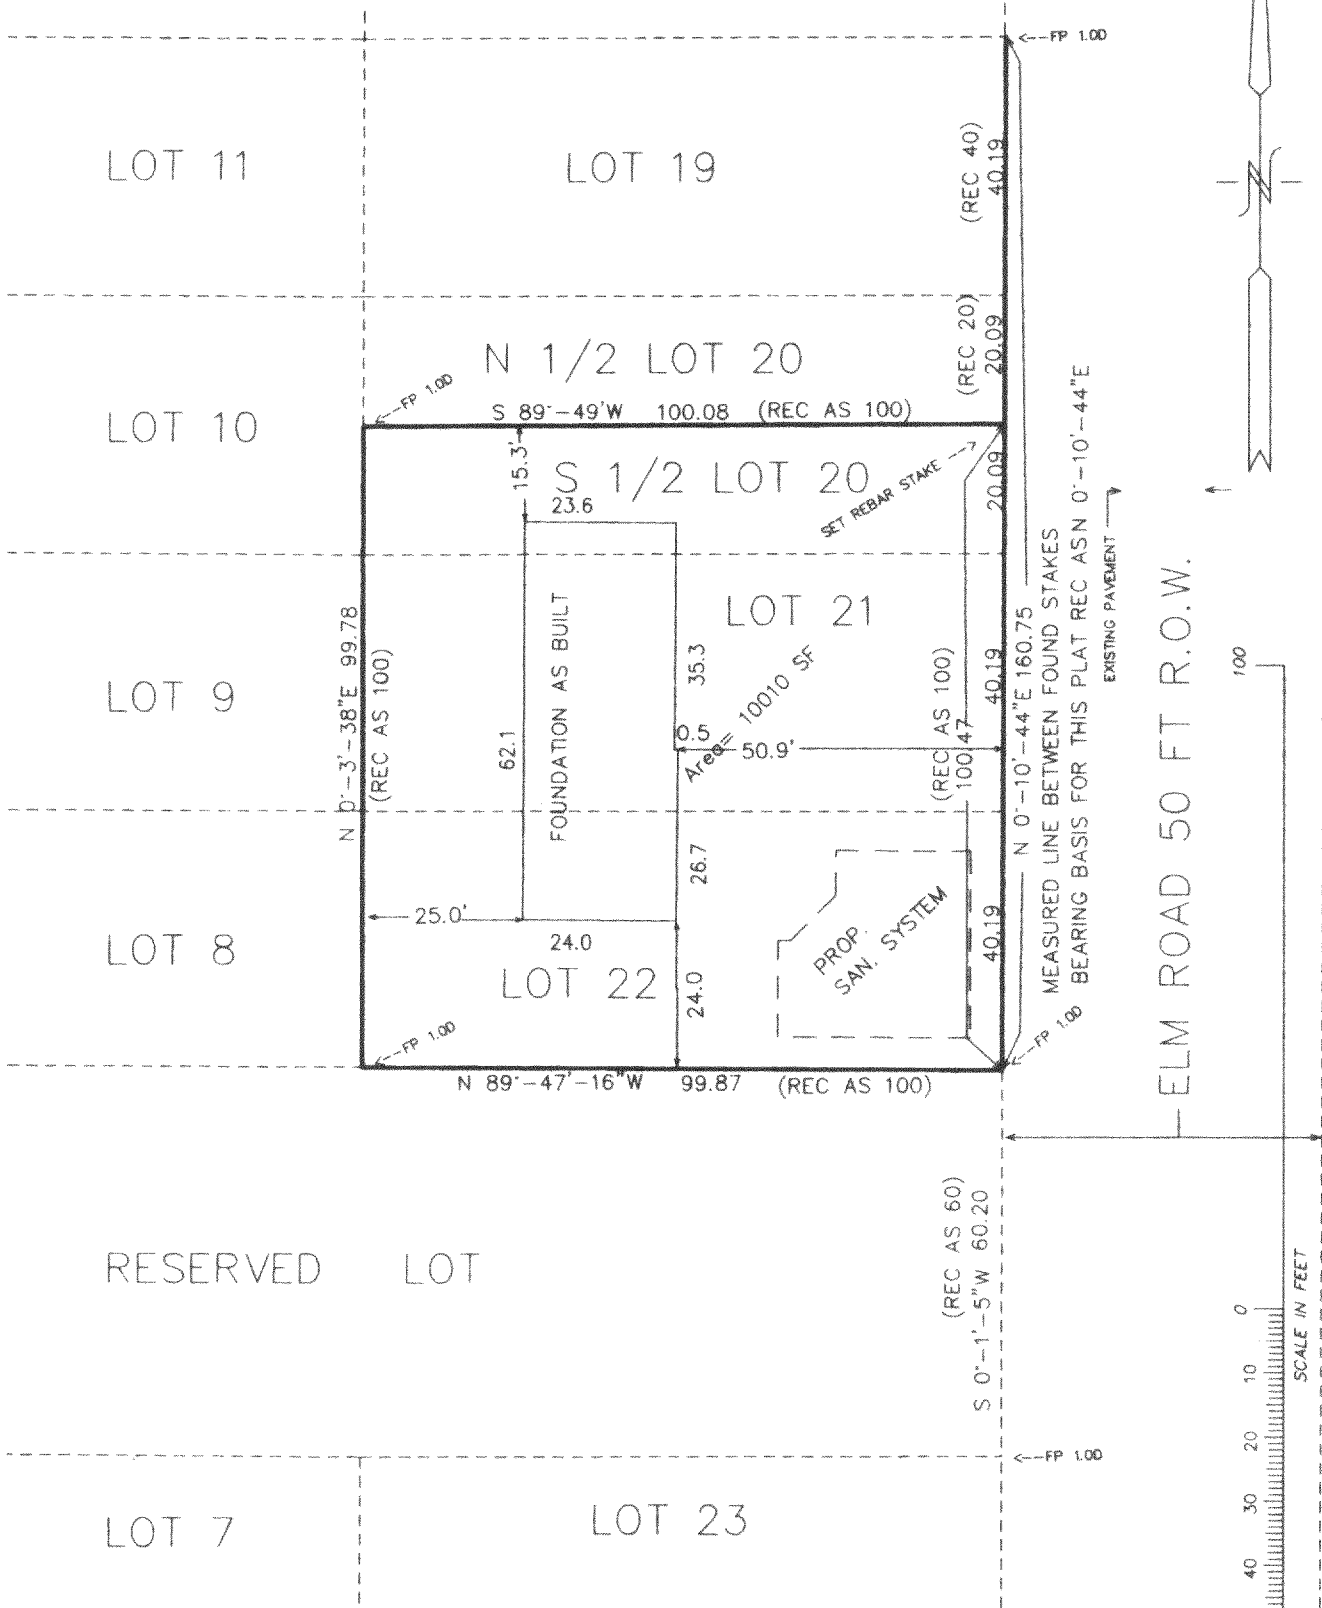 FP 1.0D
LOT 11
LOT 19
(REC 40)
40.19
N
N 1/2 LOT 20
(REC 20)
20.09
FP 1.0D
LOT 10
S 89°-49'W 100.08 (REC AS 100)
15.3'
S 1/2 LOT 20
23.6
SET REBAR STAKE
20.09
LOT 21
FOUNDATION AS BUILT
35.3
Area= 10010 SF
0.5
50.9'
62.1
N 0°-3'-38"E 99.78
(REC AS 100)
LOT 9
(REC AS 100)
100.47
40.19
N 0°-10'-44"E 160.75
MEASURED LINE BETWEEN FOUND STAKES
BEARING BASIS FOR THIS PLAT REC AS N 0°-10'-44"E
EXISTING PAVEMENT
ELM ROAD 50 FT R.O.W.
100
26.7
25.0'
24.0
LOT 8
LOT 22
24.0
PROP.
SAN. SYSTEM
40.19
FP 1.0D
FP 1.0D
N 89°-47'-16"W 99.87 (REC AS 100)
(REC AS 60)
S 0°-1'-5"W 60.20
RESERVED LOT
SCALE IN FEET
0
10
20
30
40
FP 1.0D
LOT 7
LOT 23